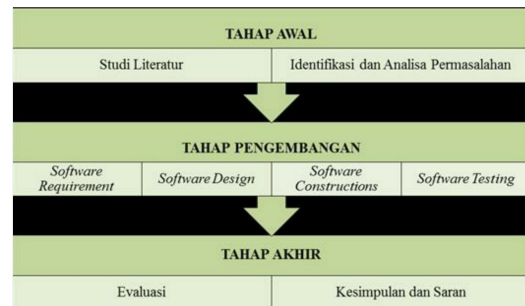 TAHAP AWAL
Studi Literatur
Identifikasi dan Analisa Permasalahan
TAHAP PENGEMBANGAN
Software
Requirement
Software Design
Software
Constructions
Software Testing
TAHAP AKHIR
Evaluasi
Kesimpulan dan Saran